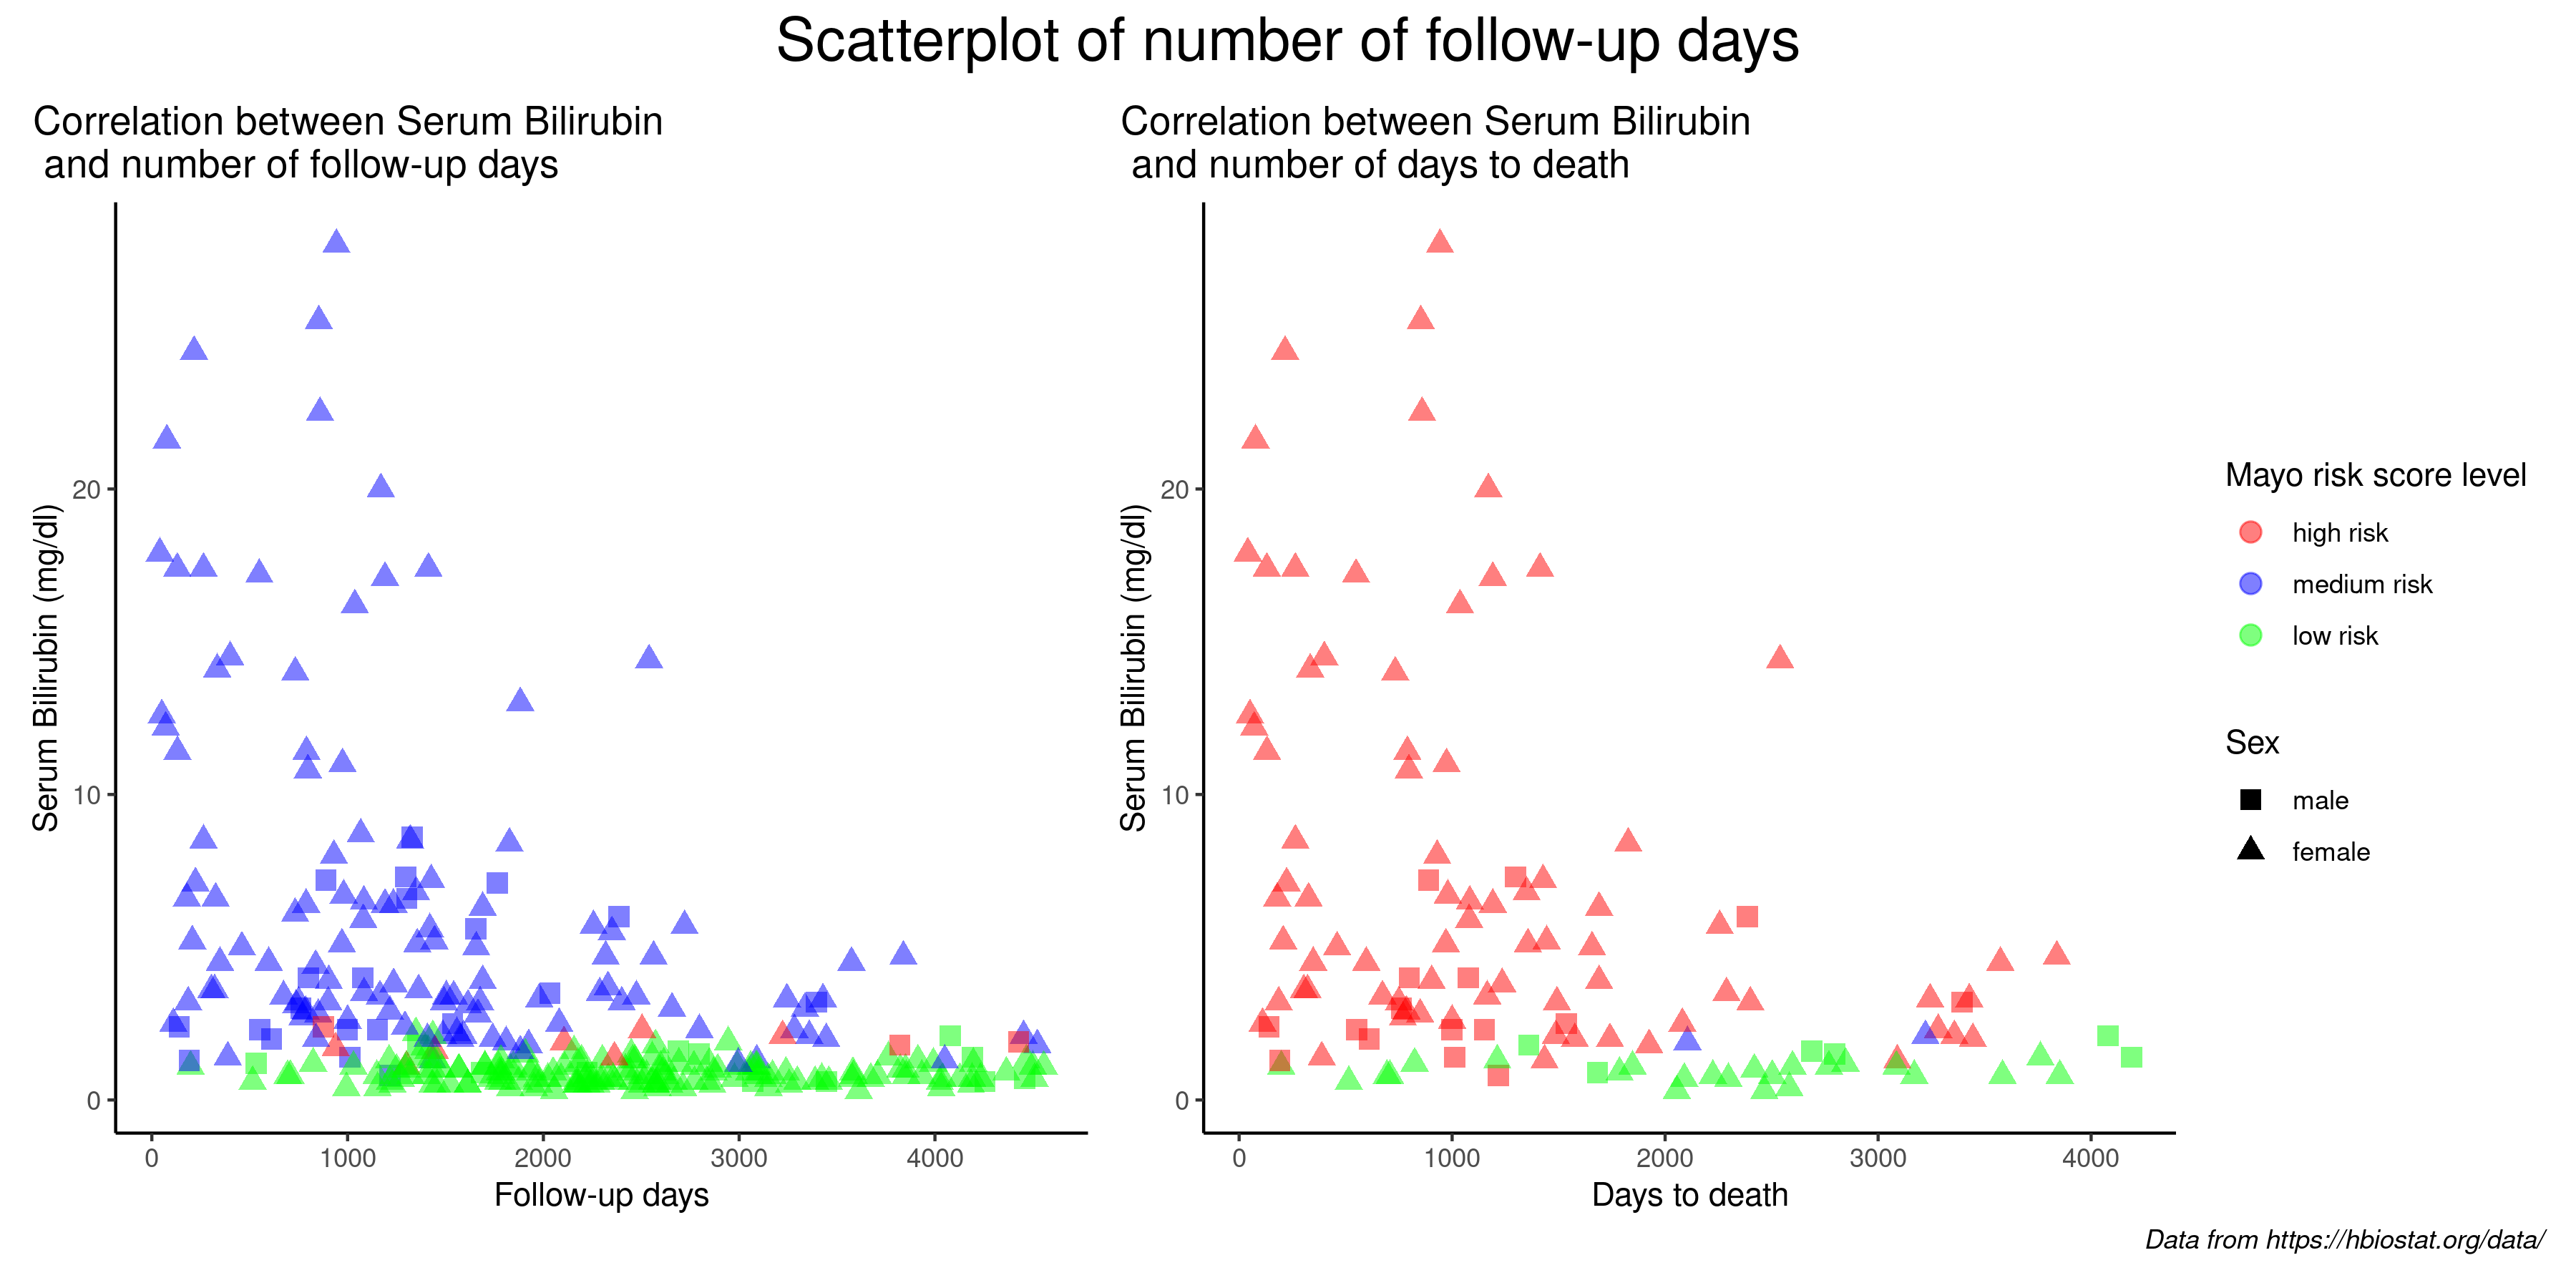 Scatterplot of number of follow-up days
Correlation between Serum Bilirubin
and number of follow-up days
Serum Bilirubin (mg/dl)
20
10
0
0 1000 2000 3000 4000
Follow-up days
Correlation between Serum Bilirubin
and number of days to death
Serum Bilirubin (mg/dl)
20
10
0
0 1000 2000 3000 4000
Days to death
Mayo risk score level
high risk
medium risk
low risk
Sex
male
female
Data from https://hbiostat.org/data/